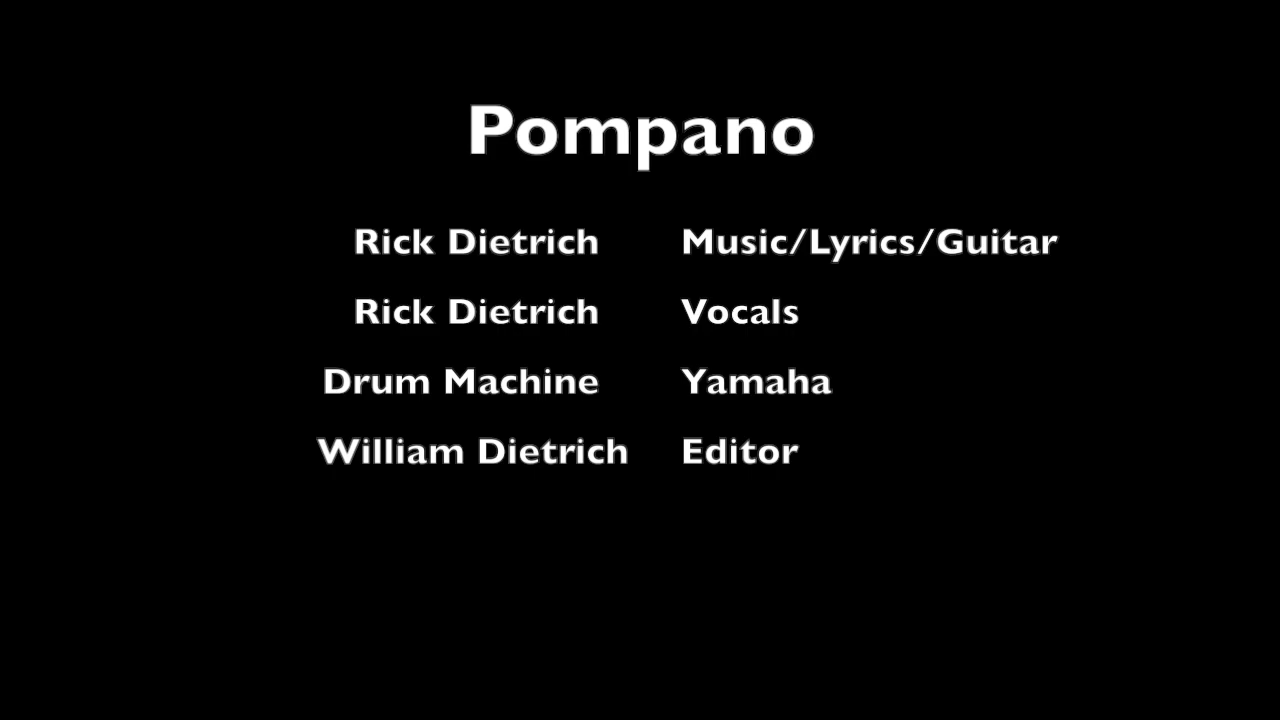 Pompano
Rick Dietrich Music/Lyrics/Guitar
Rick Dietrich Vocals
Drum Machine Yamaha
William Dietrich Editor